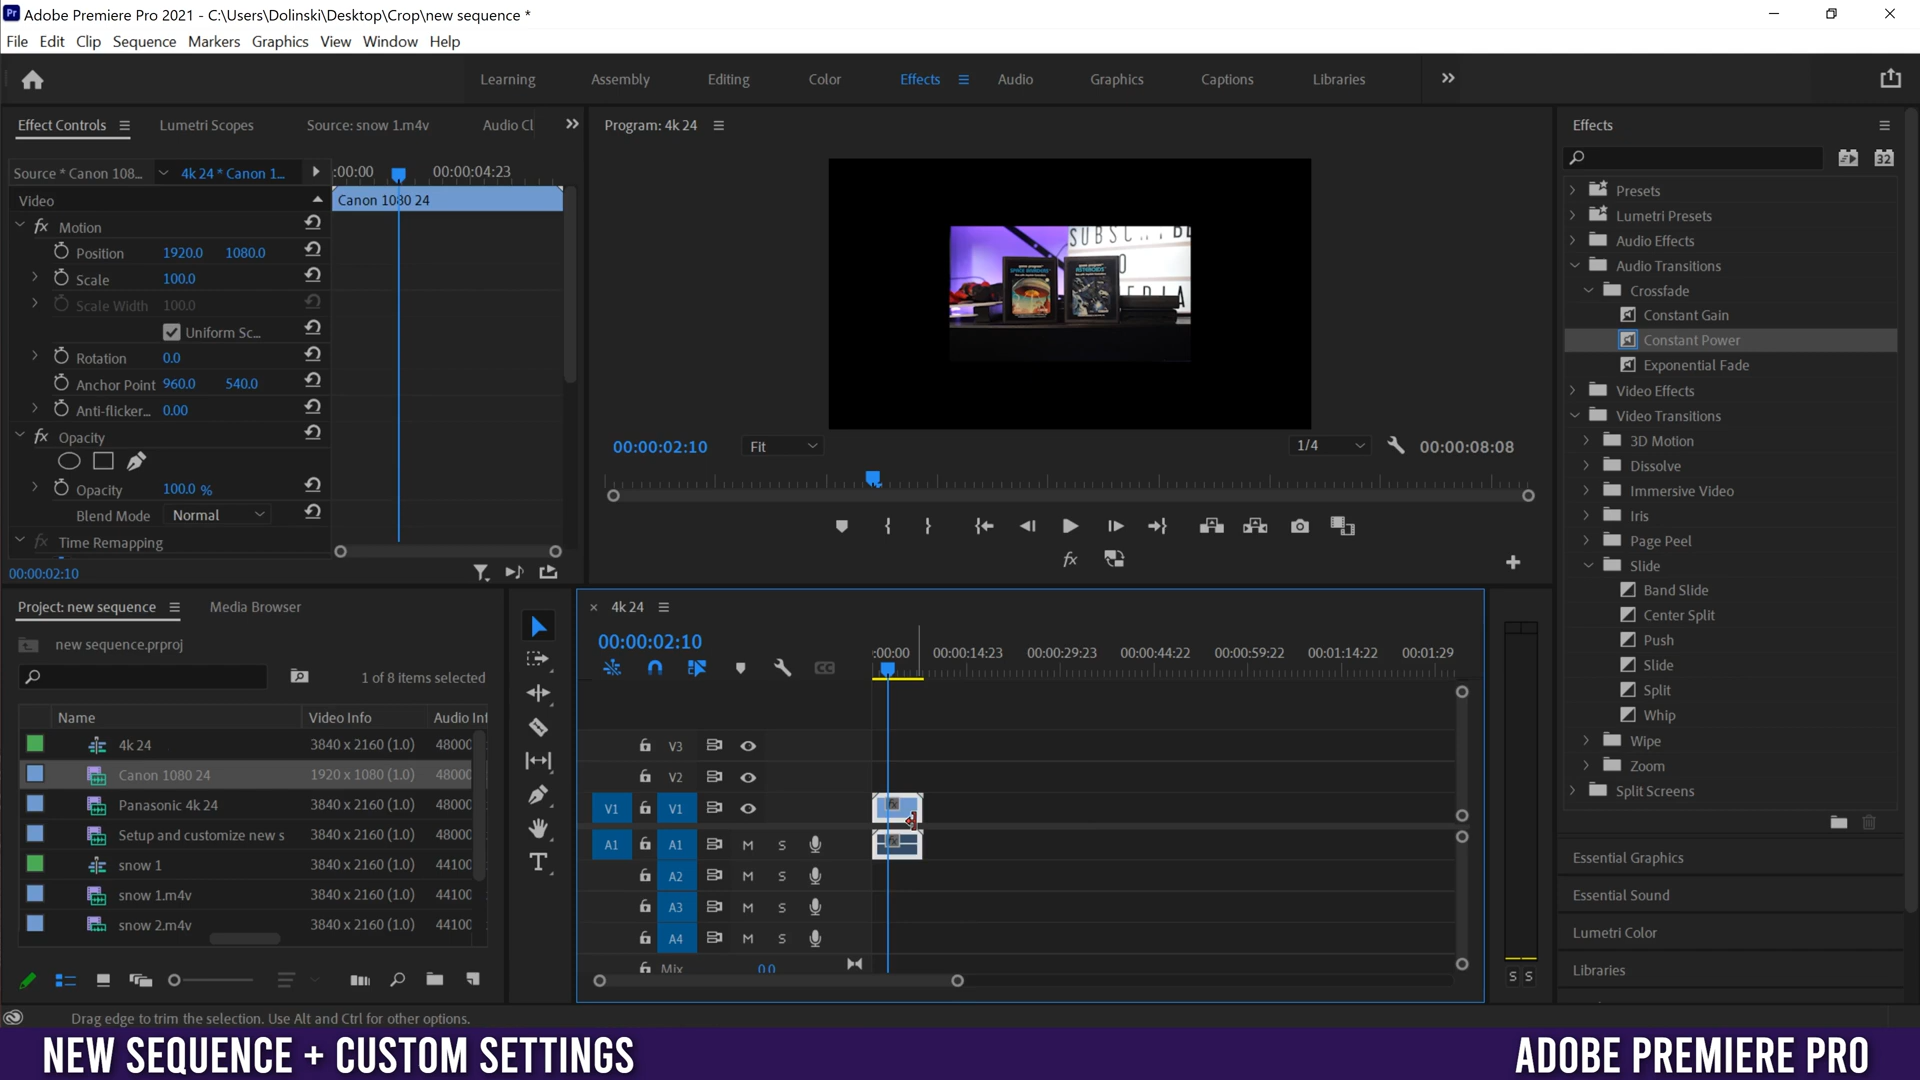 Adobe Premiere Pro 2021 - C:\Users\Dolinski\Desktop\Crop\new sequence *
File Edit Clip Sequence Markers Graphics View Window Help
Learning Assembly Editing Color Effects Audio Graphics Captions Libraries
Effect Controls Lumetri Scopes Source: snow 1.m4v Audio Cl
Source * Canon 108... 4k 24 * Canon 1...
:00:00 00:00:04:23
Canon 1080 24
Video
fx Motion
Position 1920.0 1080.0
Scale 100.0
Scale Width 100.0
Uniform Sc...
Rotation 0.0
Anchor Point 960.0 540.0
Anti-flicker... 0.00
fx Opacity
Opacity 100.0 %
Blend Mode Normal
fx Time Remapping
00:00:02:10
Program: 4k 24
00:00:02:10 Fit 1/4 00:00:08:08
fx
Effects
32
Presets
Lumetri Presets
Audio Effects
Audio Transitions
Crossfade
Constant Gain
Constant Power
Exponential Fade
Video Effects
Video Transitions
3D Motion
Dissolve
Immersive Video
Iris
Page Peel
Slide
Band Slide
Center Split
Push
Slide
Split
Whip
Wipe
Zoom
Split Screens
Essential Graphics
Essential Sound
Lumetri Color
Libraries
Project: new sequence Media Browser
new sequence.prproj
1 of 8 items selected
Name Video Info Audio Inf
4k 24 3840 x 2160 (1.0) 48000
Canon 1080 24 1920 x 1080 (1.0) 48000
Panasonic 4k 24 3840 x 2160 (1.0) 48000
Setup and customize new s 3840 x 2160 (1.0) 48000
snow 1 3840 x 2160 (1.0) 44100
snow 1.m4v 3840 x 2160 (1.0) 44100
snow 2.m4v 3840 x 2160 (1.0) 44100
4k 24
00:00:02:10
:00:00 00:00:14:23 00:00:29:23 00:00:44:22 00:00:59:22 00:01:14:22 00:01:29
V3
V2
V1 V1
A1 A1 M S
A2 M S
A3 M S
A4 M S
Mix 0.0
S S
Drag edge to trim the selection. Use Alt and Ctrl for other options.
NEW SEQUENCE + CUSTOM SETTINGS
ADOBE PREMIERE PRO